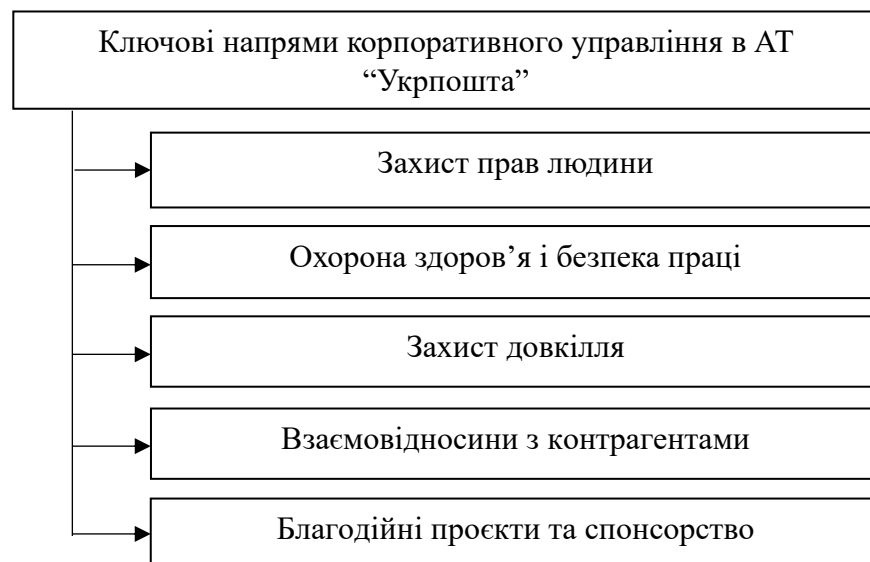 Ключові напрями корпоративного управління в АТ
“Укрпошта”
Захист прав людини
Охорона здоров’я і безпека праці
Захист довкілля
Взаємовідносини з контрагентами
Благодійні проєкти та спонсорство